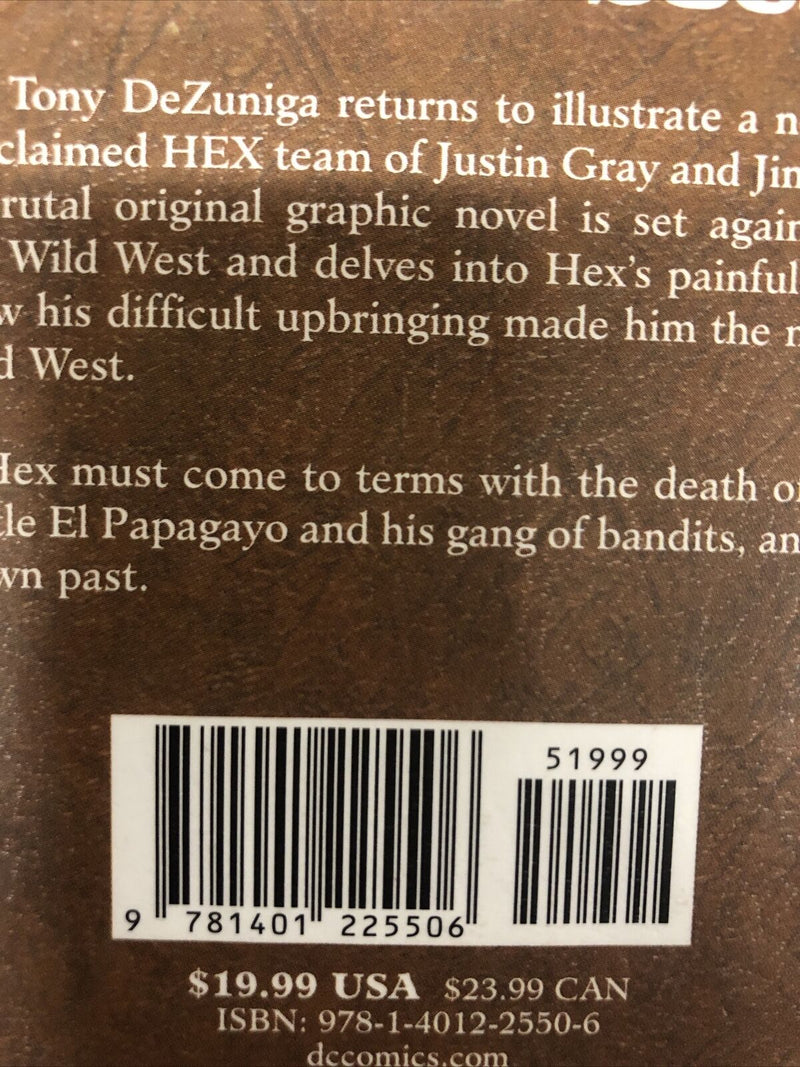 Tony DeZuniga returns to illustrate a n
claimed HEX team of Justin Gray and Jim
rutal original graphic novel is set again
Wild West and delves into Hex's painful
w his difficult upbringing made him the m
d West.
Hex must come to terms with the death of
tle El Papagayo and his gang of bandits, an
wn past.
51999
9 781401 225506
$19.99 USA $23.99 CAN
ISBN: 978-1-4012-2550-6
dccomics.com